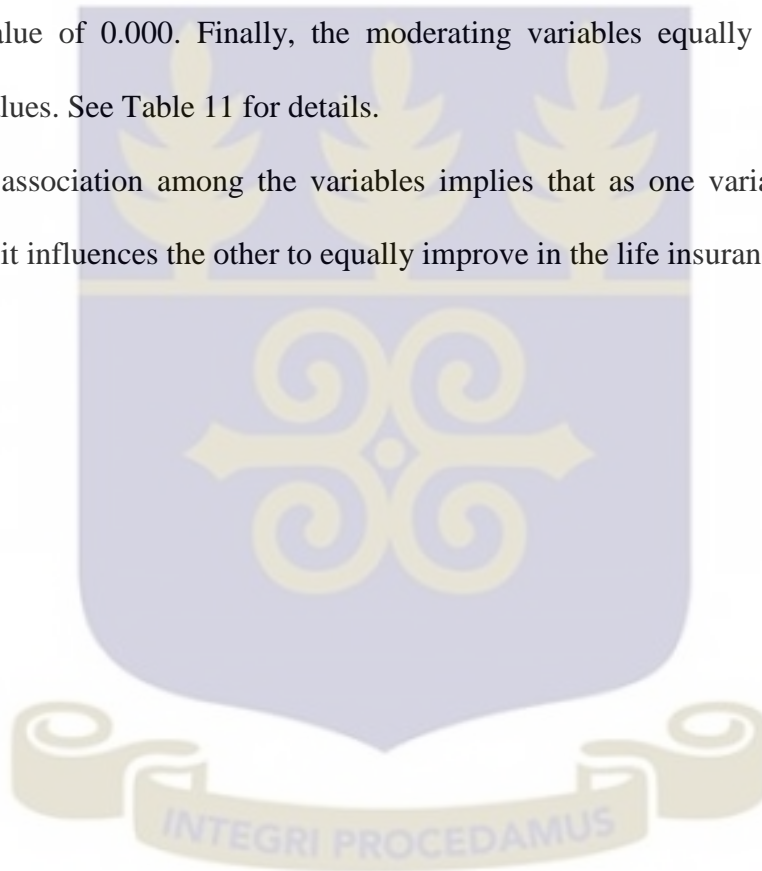 alue of 0.000. Finally, the moderating variables equally
lues. See Table 11 for details.
association among the variables implies that as one varia
it influences the other to equally improve in the life insuran
INTEGRI PROCEDAMUS